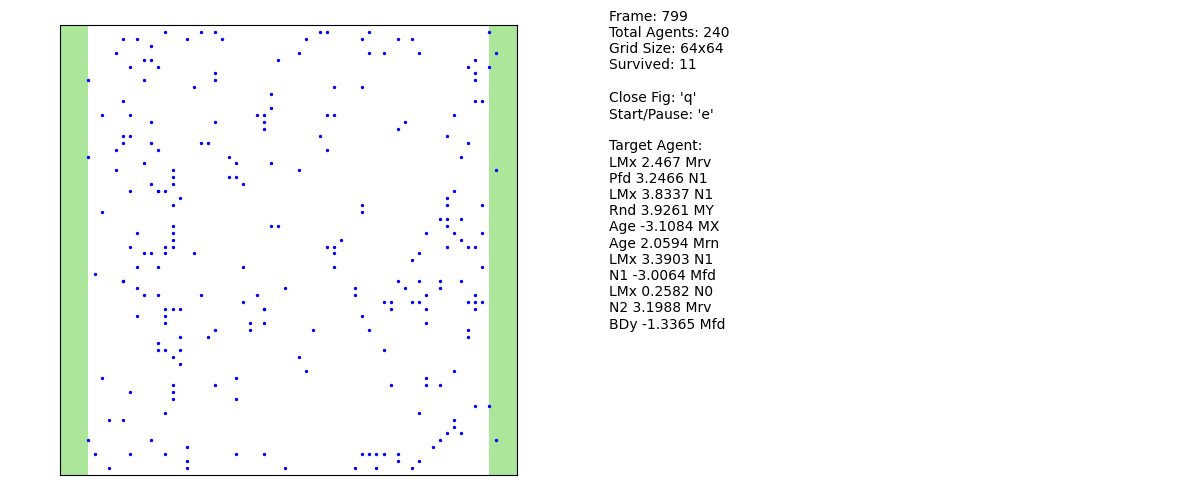 Frame: 799
Total Agents: 240
Grid Size: 64x64
Survived: 11
Close Fig: 'q'
Start/Pause: 'e'
Target Agent:
LMx 2.467 Mrv
Pfd 3.2466 N1
LMx 3.8337 N1
Rnd 3.9261 MY
Age -3.1084 MX
Age 2.0594 Mrn
LMx 3.3903 N1
N1 -3.0064 Mfd
LMx 0.2582 N0
N2 3.1988 Mrv
BDy -1.3365 Mfd